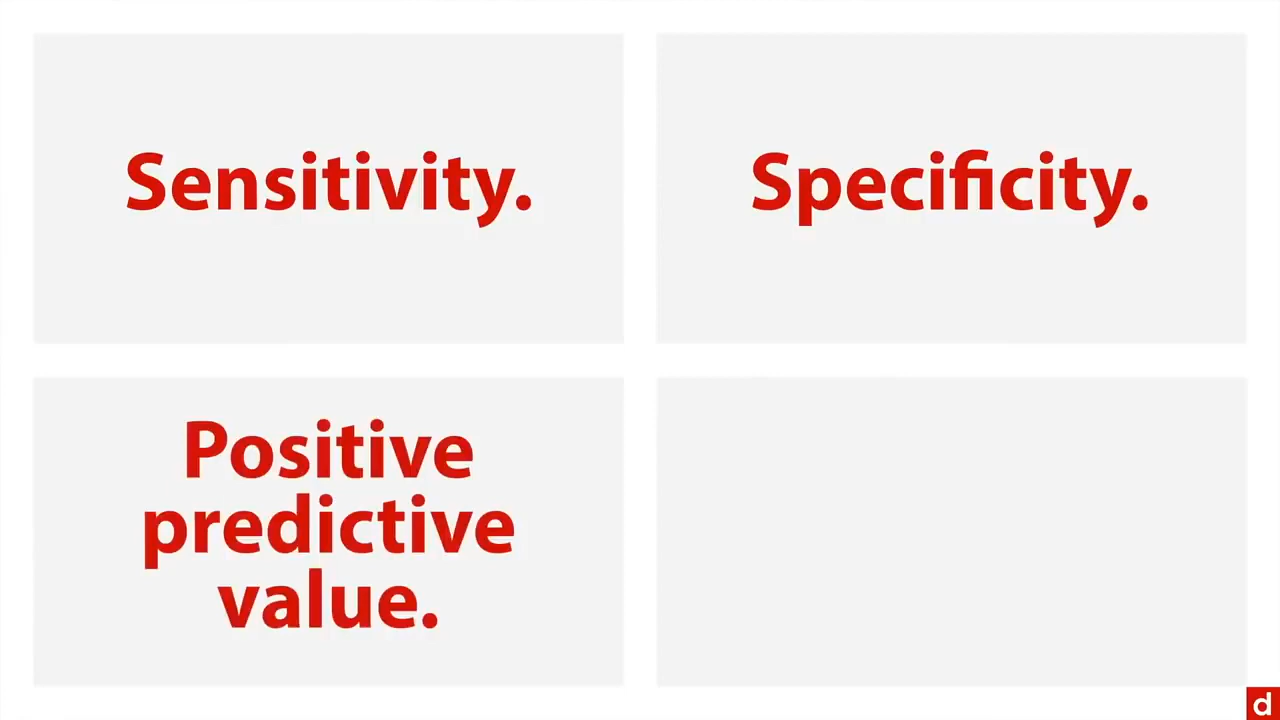 Sensitivity.
Specificity.
Positive
predictive
value.
d